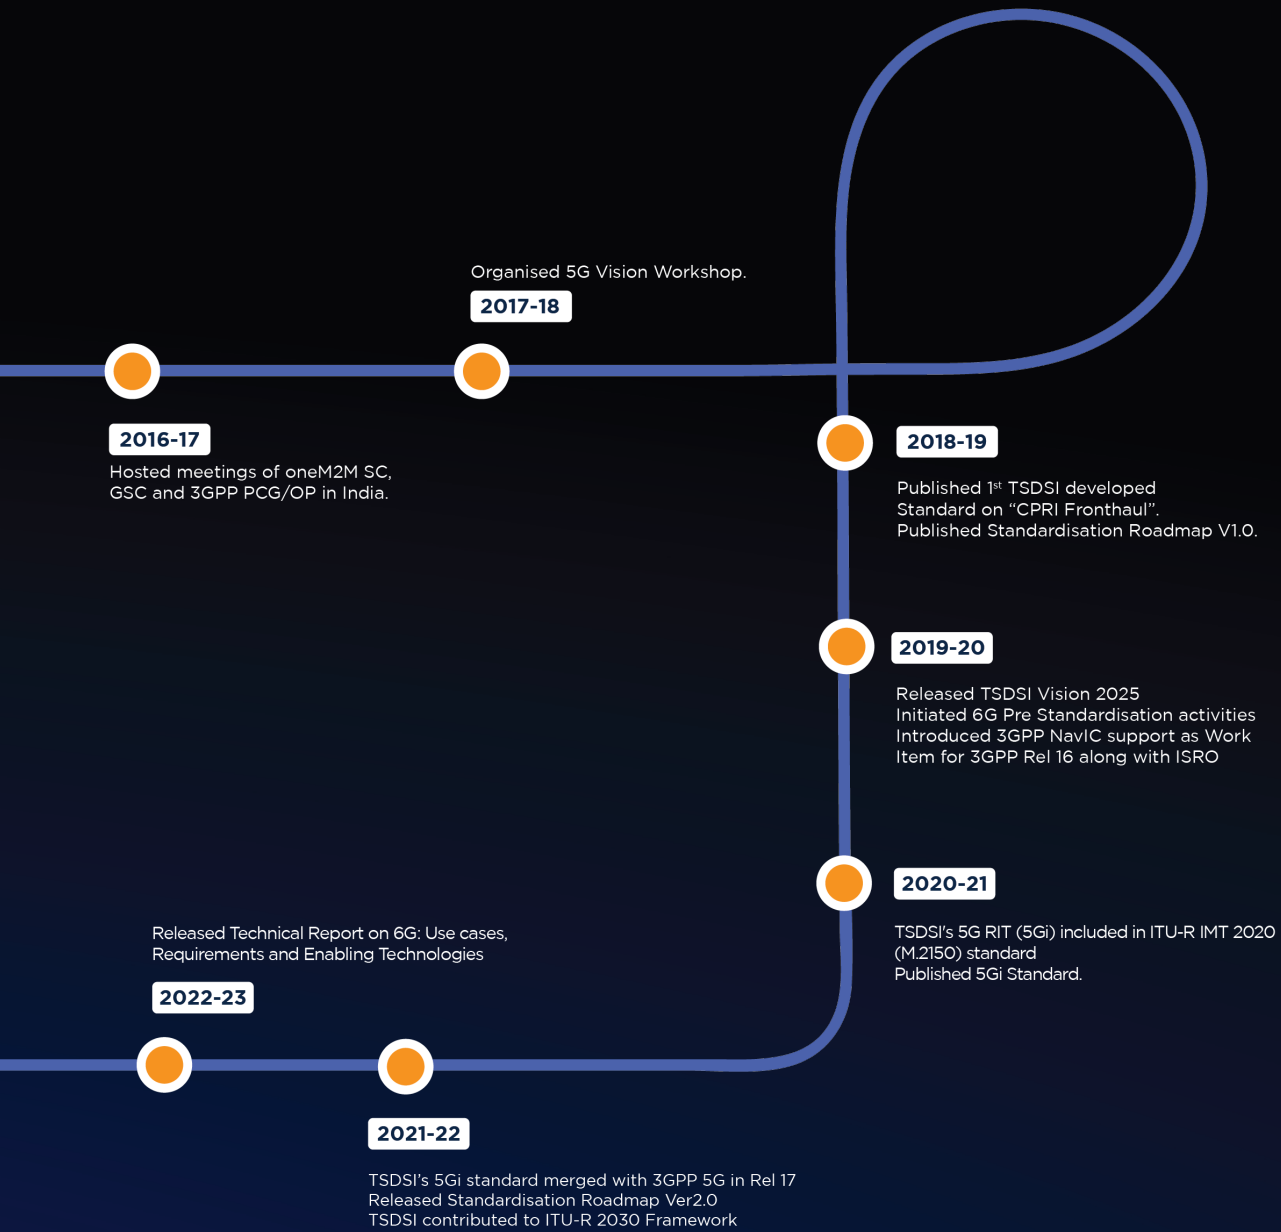 Organised 5G Vision Workshop.
2017-18
2016-17
Hosted meetings of oneM2M SC,
GSC and 3GPP PCG/OP in India.
2018-19
Published 1st TSDSI developed
Standard on “CPRI Fronthaul”.
Published Standardisation Roadmap V1.0.
2019-20
Released TSDSI Vision 2025
Initiated 6G Pre Standardisation activities
Introduced 3GPP NavIC support as Work
Item for 3GPP Rel 16 along with ISRO
2020-21
TSDSI's 5G RIT (5Gi) included in ITU-R IMT 2020
(M.2150) standard
Published 5Gi Standard.
Released Technical Report on 6G: Use cases,
Requirements and Enabling Technologies
2022-23
2021-22
TSDSI’s 5Gi standard merged with 3GPP 5G in Rel 17
Released Standardisation Roadmap Ver2.0
TSDSI contributed to ITU-R 2030 Framework